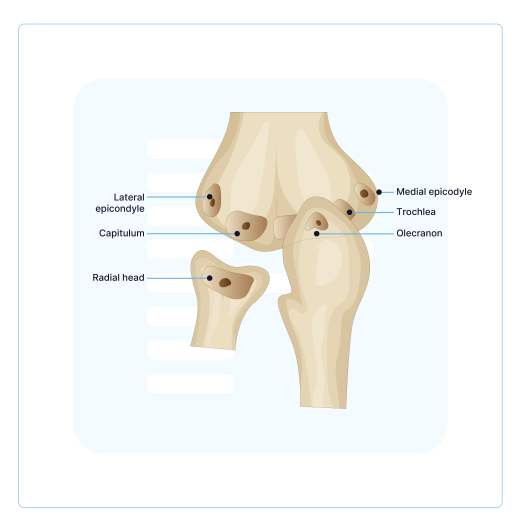 Lateral
epicondyle
Capitulum
Radial head
Medial epicodyle
Trochlea
Olecranon